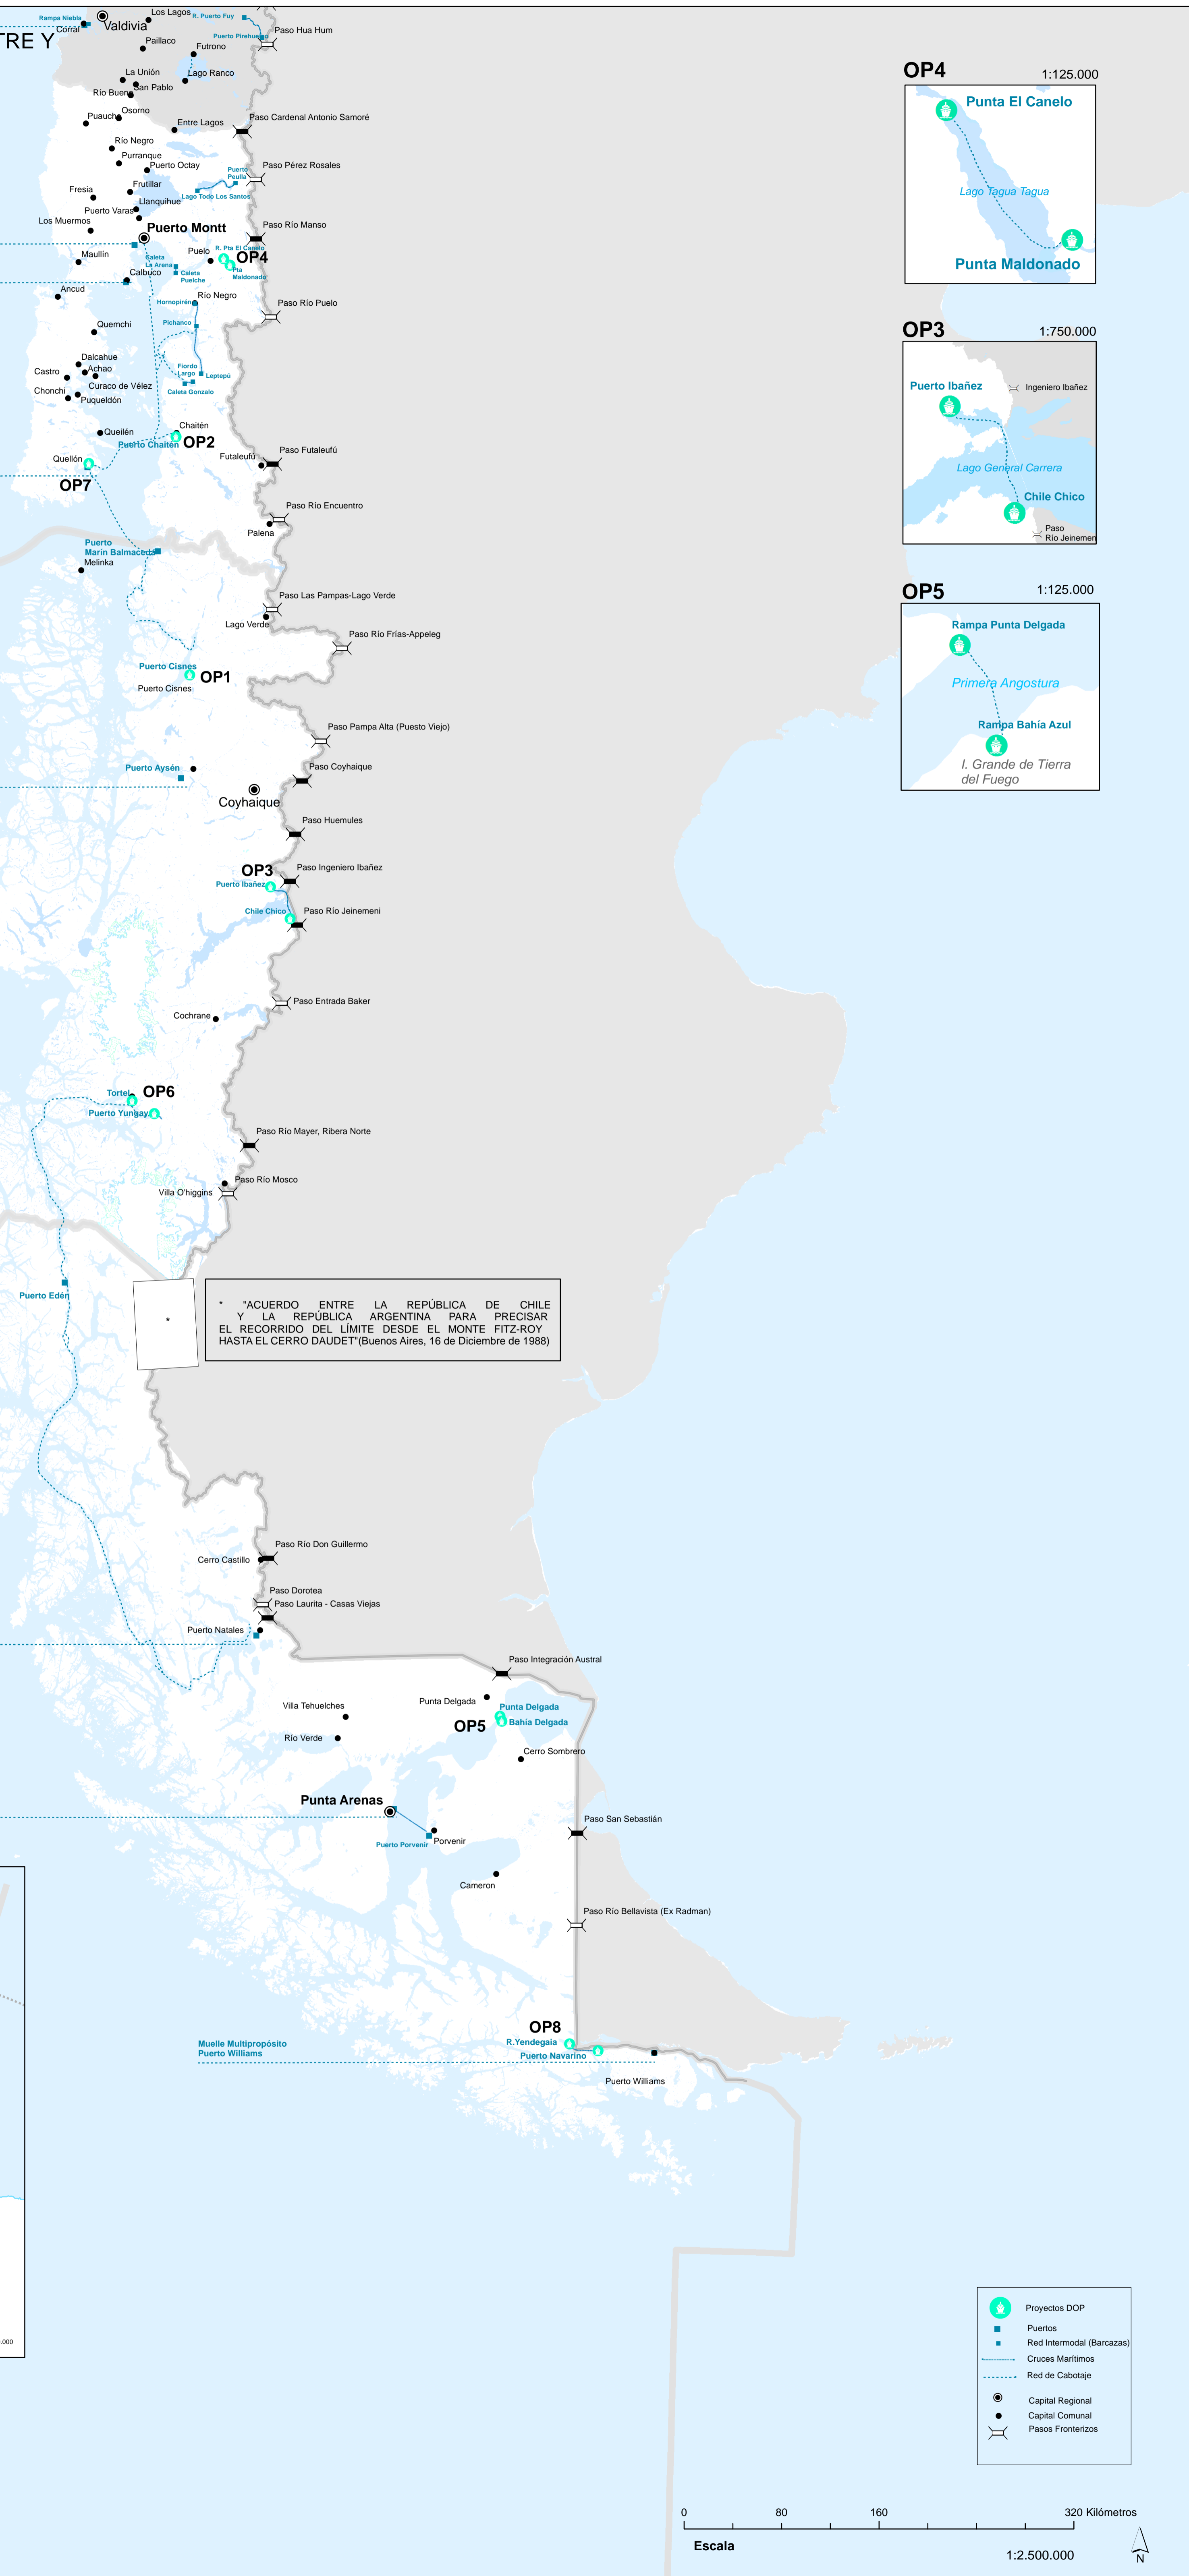 TRE Y
Rampa Niebla
Corral
Valdivia
Los Lagos
R. Puerto Fuy
Puerto Pirehueico
Paso Hua Hum
Paillaco
Futrono
La Unión
Lago Ranco
San Pablo
Río Bueno
Osorno
Puaucho
Entre Lagos
Paso Cardenal Antonio Samoré
Río Negro
Purranque
Puerto Octay
Paso Pérez Rosales
Puerto
Peulla
Fresia
Frutillar
Lago Todo Los Santos
Llanquihue
Puerto Varas
Los Muermos
Puerto Montt
Paso Río Manso
Puelo
R. Pta El Canelo
OP4
Pta
Maldonado
Maullín
Caleta
La Arena
Caleta
Puelche
Calbuco
Ancud
Hornopirén
Río Negro
Paso Río Puelo
Pichanco
Quemchi
Dalcahue
Achao
Castro
Curaco de Vélez
Fiordo
Largo
Leptepú
Caleta Gonzalo
Chonchi
Puqueldón
Queilén
Chaitén
Puerto Chaitén
OP2
Paso Futaleufú
Futaleufú
Quellón
OP7
Paso Río Encuentro
Palena
Puerto
Marín Balmaceda
Melinka
Paso Las Pampas-Lago Verde
Lago Verde
Paso Río Frias-Appeleg
Puerto Cisnes
OP1
Puerto Cisnes
Paso Pampa Alta (Puesto Viejo)
Puerto Aysén
Paso Coyhaique
Coyhaique
Paso Huemules
OP3
Paso Ingeniero Ibañez
Puerto Ibañez
Chile Chico
Paso Río Jeinemeni
Paso Entrada Baker
Cochrane
Tortel
OP6
Puerto Yungay
Paso Río Mayer, Ribera Norte
Paso Río Mosco
Villa O'higgins
Puerto Edén
*
* "ACUERDO ENTRE LA REPÚBLICA DE CHILE
Y LA REPÚBLICA ARGENTINA PARA PRECISAR
EL RECORRIDO DEL LÍMITE DESDE EL MONTE FITZ-ROY
HASTA EL CERRO DAUDET"(Buenos Aires, 16 de Diciembre de 1988)
Paso Río Don Guillermo
Cerro Castillo
Paso Dorotea
Paso Laurita - Casas Viejas
Puerto Natales
Paso Integración Austral
Punta Delgada
Villa Tehuelches
Punta Delgada
Bahía Delgada
OP5
Río Verde
Cerro Sombrero
Punta Arenas
Paso San Sebastián
Puerto Porvenir
Porvenir
Cameron
Paso Río Bellavista (Ex Radman)
OP8
R.Yendegaia
Puerto Navarino
Muelle Multipropósito
Puerto Williams
Puerto Williams
.000
OP4
1:125.000
Punta El Canelo
Lago Tagua Tagua
Punta Maldonado
OP3
1:750.000
Puerto Ibañez
Ingeniero Ibañez
Lago General Carrera
Chile Chico
Paso
Río Jeinemen
OP5
1:125.000
Rampa Punta Delgada
Primera Angostura
Rampa Bahía Azul
I. Grande de Tierra
del Fuego
Proyectos DOP
Puertos
Red Intermodal (Barcazas)
Cruces Marítimos
Red de Cabotaje
Capital Regional
Capital Comunal
Pasos Fronterizos
0 80 160 320 Kilómetros
Escala
1:2.500.000
N